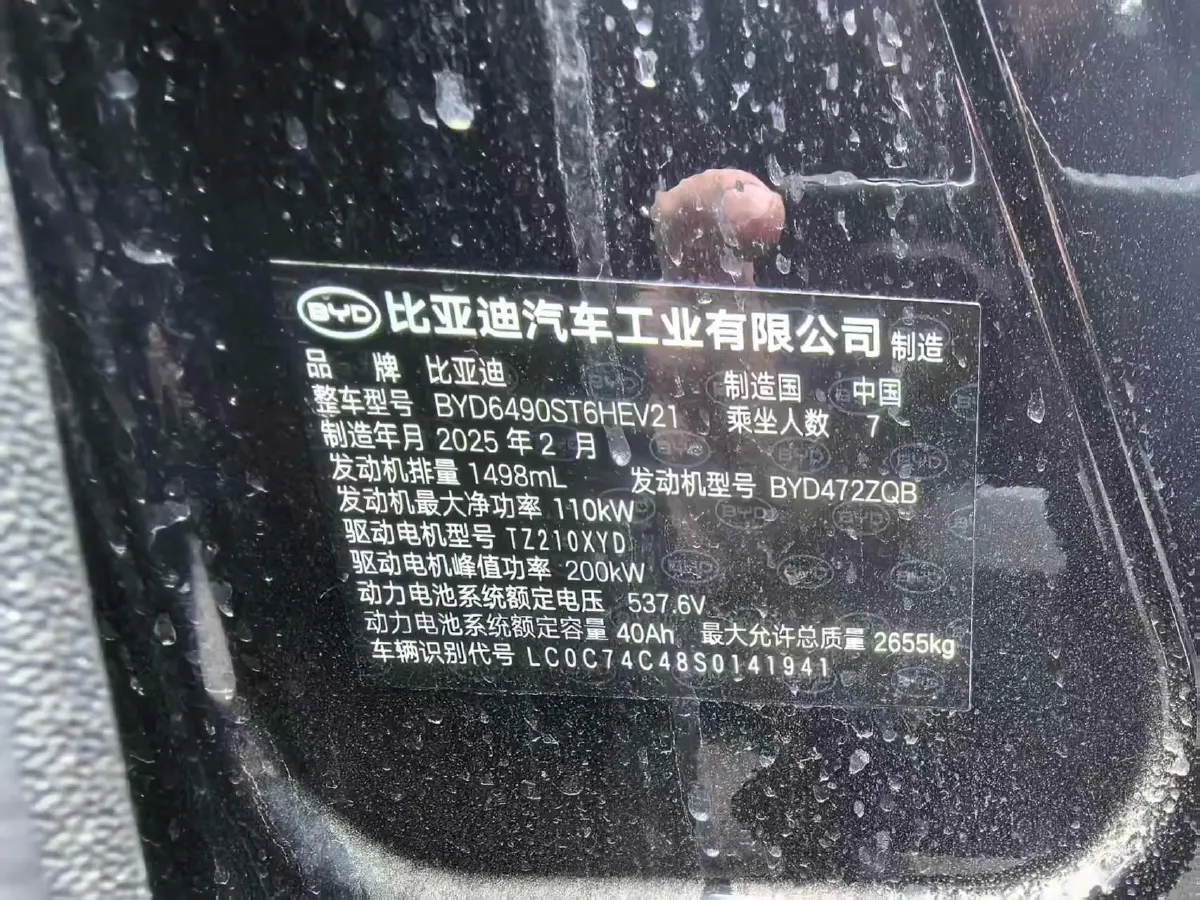 BYD 比亚迪汽车工业有限公司 制造
品 牌 比亚迪 制造国 中国
整车型号 BYD6490ST6HEV21 乘坐人数 7
制造年月 2025 年 2 月
发动机排量 1498mL 发动机型号 BYD472ZQB
发动机最大净功率 110kW
驱动电机型号 TZ210XYD
驱动电机峰值功率 200kW
动力电池系统额定电压 537.6V
动力电池系统额定容量 40Ah 最大允许总质量 2655kg
车辆识别代号 LC0C74C48S0141941